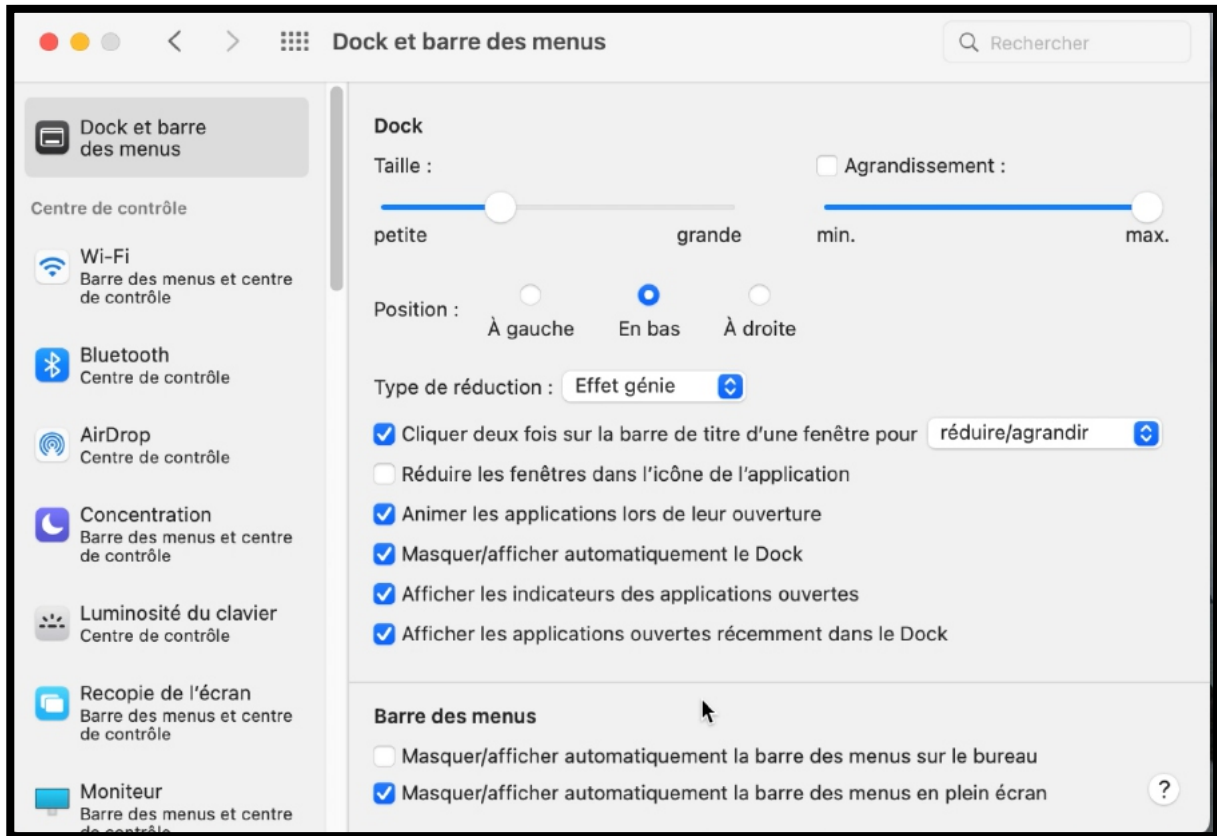 Dock et barre des menus
Rechercher
Dock et barre
des menus
Centre de contrôle
Wi-Fi
Barre des menus et centre
de contrôle
Bluetooth
Centre de contrôle
AirDrop
Centre de contrôle
Concentration
Barre des menus et centre
de contrôle
Luminosité du clavier
Centre de contrôle
Recopie de l'écran
Barre des menus et centre
de contrôle
Moniteur
Barre des menus et centre
de contrôle
Dock
Taille :
Agrandissement :
petite grande
min. max.
Position :
À gauche En bas À droite
Type de réduction : Effet génie
Cliquer deux fois sur la barre de titre d'une fenêtre pour réduire/agrandir
Réduire les fenêtres dans l'icône de l'application
Animer les applications lors de leur ouverture
Masquer/afficher automatiquement le Dock
Afficher les indicateurs des applications ouvertes
Afficher les applications ouvertes récemment dans le Dock
Barre des menus
Masquer/afficher automatiquement la barre des menus sur le bureau
Masquer/afficher automatiquement la barre des menus en plein écran
?